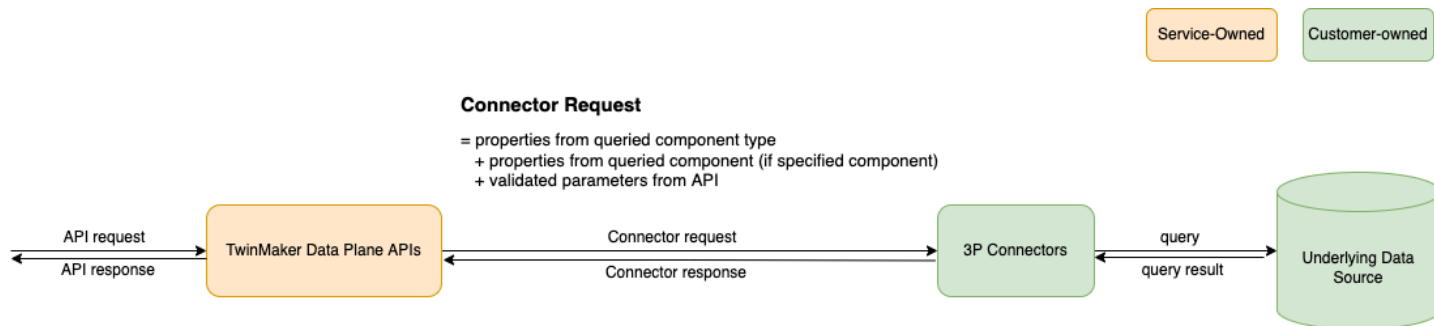 Service-Owned
Customer-owned
Connector Request
= properties from queried component type
+ properties from queried component (if specified component)
+ validated parameters from API
API request
API response
TwinMaker Data Plane APIs
Connector request
Connector response
3P Connectors
query
query result
Underlying Data
Source